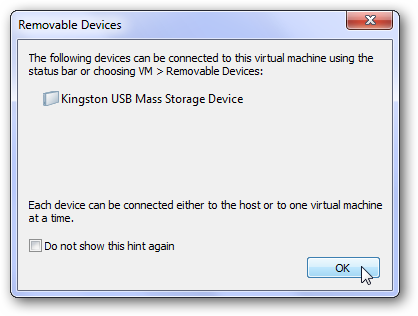 Removable Devices
The following devices can be connected to this virtual machine using the
status bar or choosing VM > Removable Devices:
Kingston USB Mass Storage Device
Each device can be connected either to the host or to one virtual machine
at a time.
Do not show this hint again
OK